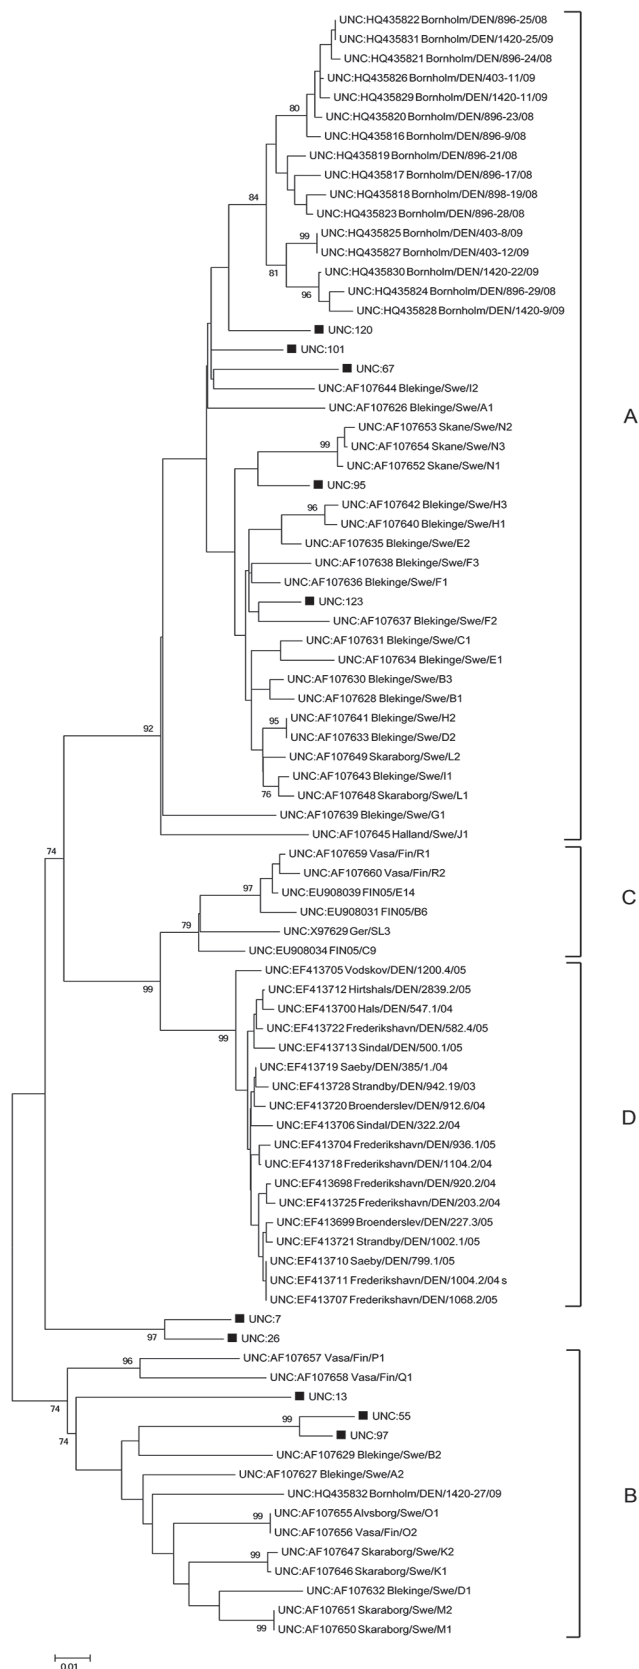 UNC:HQ435822 Bornholm/DEN/896-25/08
UNC:HQ435831 Bornholm/DEN/1420-25/09
UNC:HQ435821 Bornholm/DEN/896-24/08
UNC:HQ435826 Bornholm/DEN/403-11/09
UNC:HQ435829 Bornholm/DEN/1420-11/09
UNC:HQ435820 Bornholm/DEN/896-23/08
80
UNC:HQ435816 Bornholm/DEN/896-9/08
UNC:HQ435819 Bornholm/DEN/896-21/08
UNC:HQ435817 Bornholm/DEN/896-17/08
84
UNC:HQ435818 Bornholm/DEN/898-19/08
UNC:HQ435823 Bornholm/DEN/896-28/08
99
UNC:HQ435825 Bornholm/DEN/403-8/09
UNC:HQ435827 Bornholm/DEN/403-12/09
81
UNC:HQ435830 Bornholm/DEN/1420-22/09
96
UNC:HQ435824 Bornholm/DEN/896-29/08
UNC:HQ435828 Bornholm/DEN/1420-9/09
UNC:120
UNC:101
UNC:67
UNC:AF107644 Blekinge/Swe/I2
UNC:AF107626 Blekinge/Swe/A1
A
UNC:AF107653 Skane/Swe/N2
99
UNC:AF107654 Skane/Swe/N3
UNC:AF107652 Skane/Swe/N1
UNC:95
96
UNC:AF107642 Blekinge/Swe/H3
UNC:AF107640 Blekinge/Swe/H1
UNC:AF107635 Blekinge/Swe/E2
UNC:AF107638 Blekinge/Swe/F3
UNC:AF107636 Blekinge/Swe/F1
UNC:123
UNC:AF107637 Blekinge/Swe/F2
UNC:AF107631 Blekinge/Swe/C1
UNC:AF107634 Blekinge/Swe/E1
UNC:AF107630 Blekinge/Swe/B3
UNC:AF107628 Blekinge/Swe/B1
95
UNC:AF107641 Blekinge/Swe/H2
92
UNC:AF107633 Blekinge/Swe/D2
UNC:AF107649 Skaraborg/Swe/L2
UNC:AF107643 Blekinge/Swe/I1
76
UNC:AF107648 Skaraborg/Swe/L1
UNC:AF107639 Blekinge/Swe/G1
UNC:AF107645 Halland/Swe/J1
74
UNC:AF107659 Vasa/Fin/R1
UNC:AF107660 Vasa/Fin/R2
97
UNC:EU908039 FIN05/E14
C
UNC:EU908031 FIN05/B6
79
UNC:X97629 Ger/SL3
UNC:EU908034 FIN05/C9
99
UNC:EF413705 Vodskov/DEN/1200.4/05
UNC:EF413712 Hirtshals/DEN/2839.2/05
UNC:EF413700 Hals/DEN/547.1/04
UNC:EF413722 Frederikshavn/DEN/582.4/05
99
UNC:EF413713 Sindal/DEN/500.1/05
UNC:EF413719 Saeby/DEN/385/1./04
UNC:EF413728 Strandby/DEN/942.19/03
UNC:EF413720 Broenderslev/DEN/912.6/04
D
UNC:EF413706 Sindal/DEN/322.2/04
UNC:EF413704 Frederikshavn/DEN/936.1/05
UNC:EF413718 Frederikshavn/DEN/1104.2/04
UNC:EF413698 Frederikshavn/DEN/920.2/04
UNC:EF413725 Frederikshavn/DEN/203.2/04
UNC:EF413699 Broenderslev/DEN/227.3/05
UNC:EF413721 Strandby/DEN/1002.1/05
UNC:EF413710 Saeby/DEN/799.1/05
UNC:EF413711 Frederikshavn/DEN/1004.2/04 s
UNC:EF413707 Frederikshavn/DEN/1068.2/05
UNC:7
97
UNC:26
96
UNC:AF107657 Vasa/Fin/P1
UNC:AF107658 Vasa/Fin/Q1
74
UNC:13
99
UNC:55
74
UNC:97
UNC:AF107629 Blekinge/Swe/B2
UNC:AF107627 Blekinge/Swe/A2
UNC:HQ435832 Bornholm/DEN/1420-27/09
B
99
UNC:AF107655 Alvsborg/Swe/O1
UNC:AF107656 Vasa/Fin/O2
99
UNC:AF107647 Skaraborg/Swe/K2
UNC:AF107646 Skaraborg/Swe/K1
UNC:AF107632 Blekinge/Swe/D1
UNC:AF107651 Skaraborg/Swe/M2
99
UNC:AF107650 Skaraborg/Swe/M1
0.01